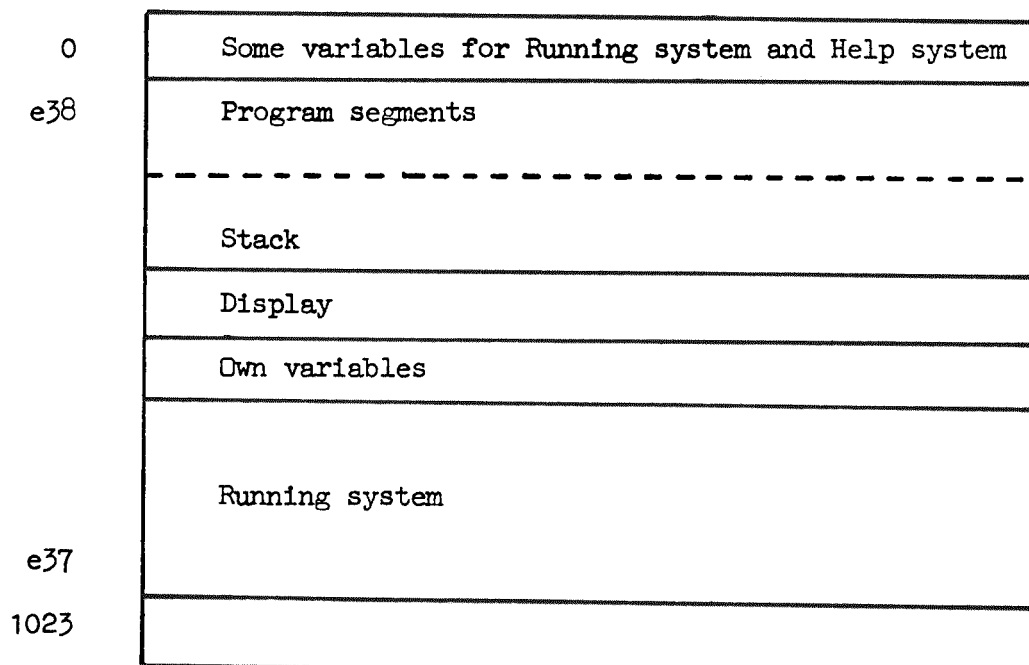 0 Some variables for Running system and Help system
e38 Program segments
Stack
Display
Own variables
Running system
e37
1023